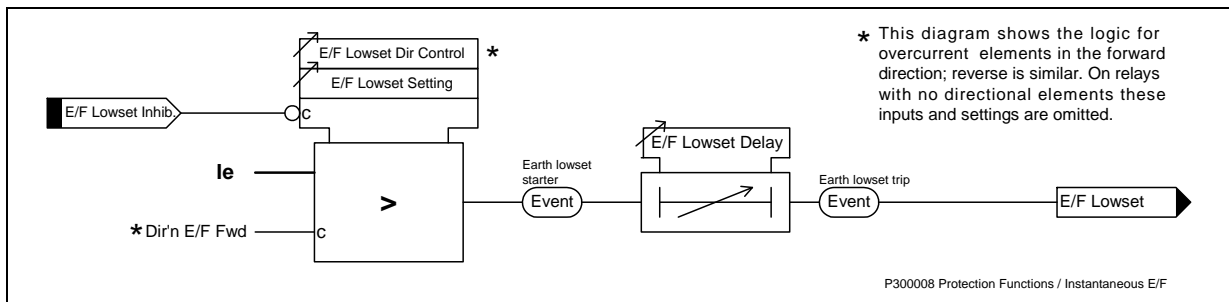 E/F Lowset Dir Control
*
E/F Lowset Setting
E/F Lowset Inhib.
c
Ie
>
*Dir'n E/F Fwd
c
Earth lowset
starter
Event
E/F Lowset Delay
Earth lowset trip
Event
E/F Lowset
* This diagram shows the logic for
overcurrent elements in the forward
direction; reverse is similar. On relays
with no directional elements these
inputs and settings are omitted.
P300008 Protection Functions / Instantaneous E/F